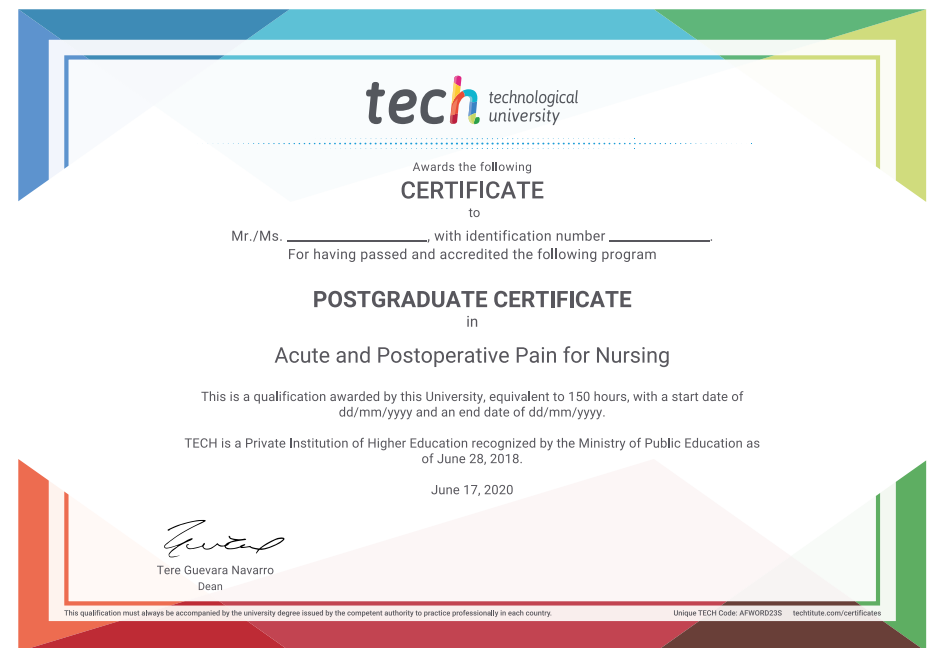 tech technological
university
Awards the following
CERTIFICATE
to
Mr./Ms. ____________________, with identification number ______________.
For having passed and accredited the following program
POSTGRADUATE CERTIFICATE
in
Acute and Postoperative Pain for Nursing
This is a qualification awarded by this University, equivalent to 150 hours, with a start date of
dd/mm/yyyy and an end date of dd/mm/yyyy.
TECH is a Private Institution of Higher Education recognized by the Ministry of Public Education as
of June 28, 2018.
June 17, 2020
Tere Guevara Navarro
Dean
This qualification must always be accompanied by the university degree issued by the competent authority to practice professionally in each country. Unique TECH Code: AFWORD23S techtitute.com/certificates